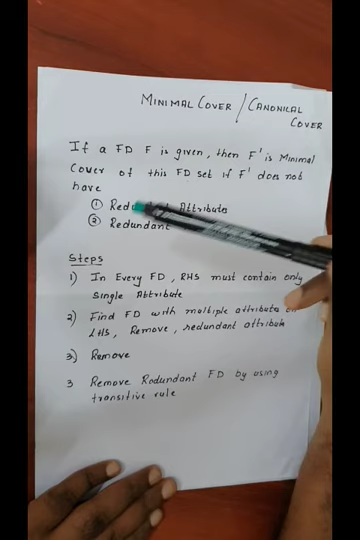 MINIMAL COVER / CANONICAL
COVER
If a FD F is given, then F' is Minimal
Cover of this FD set if F' does not
have
① Redundant Attribute
② Redundant
Steps
1) In Every FD, RHS must contain only
Single Attribute
2) Find FD with multiple attribute
LHS, Remove, redundant attribute
3) Remove
3 Remove Redundant FD by using
transitive rule